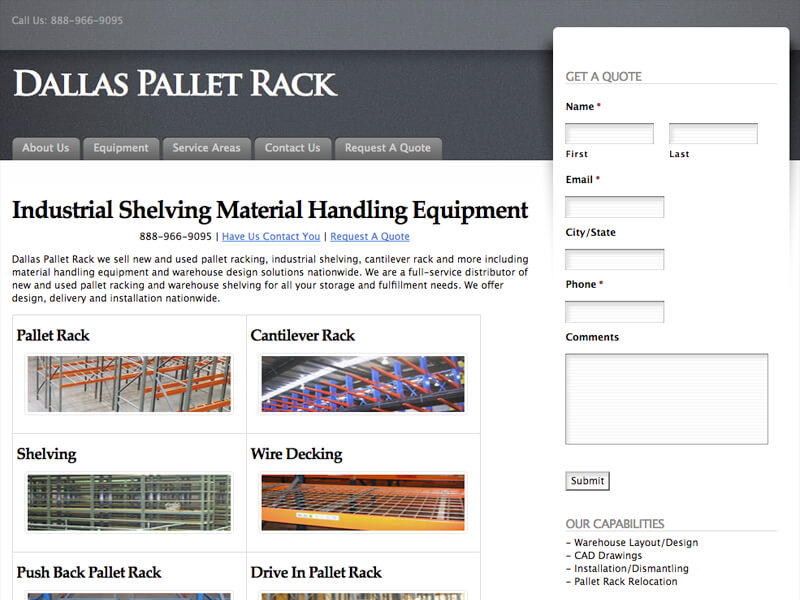 Call Us: 888-966-9095
Dallas Pallet Rack
About Us
Equipment
Service Areas
Contact Us
Request A Quote
Industrial Shelving Material Handling Equipment
888-966-9095 | Have Us Contact You | Request A Quote
Dallas Pallet Rack we sell new and used pallet racking, industrial shelving, cantilever rack and more including
material handling equipment and warehouse design solutions nationwide. We are a full-service distributor of
new and used pallet racking and warehouse shelving for all your storage and fulfillment needs. We offer
design, delivery and installation nationwide.
Pallet Rack
Cantilever Rack
Shelving
Wire Decking
Push Back Pallet Rack
Drive In Pallet Rack
GET A QUOTE
Name *
First
Last
Email *
City/State
Phone *
Comments
Submit
OUR CAPABILITIES
- Warehouse Layout/Design
- CAD Drawings
- Installation/Dismantling
- Pallet Rack Relocation